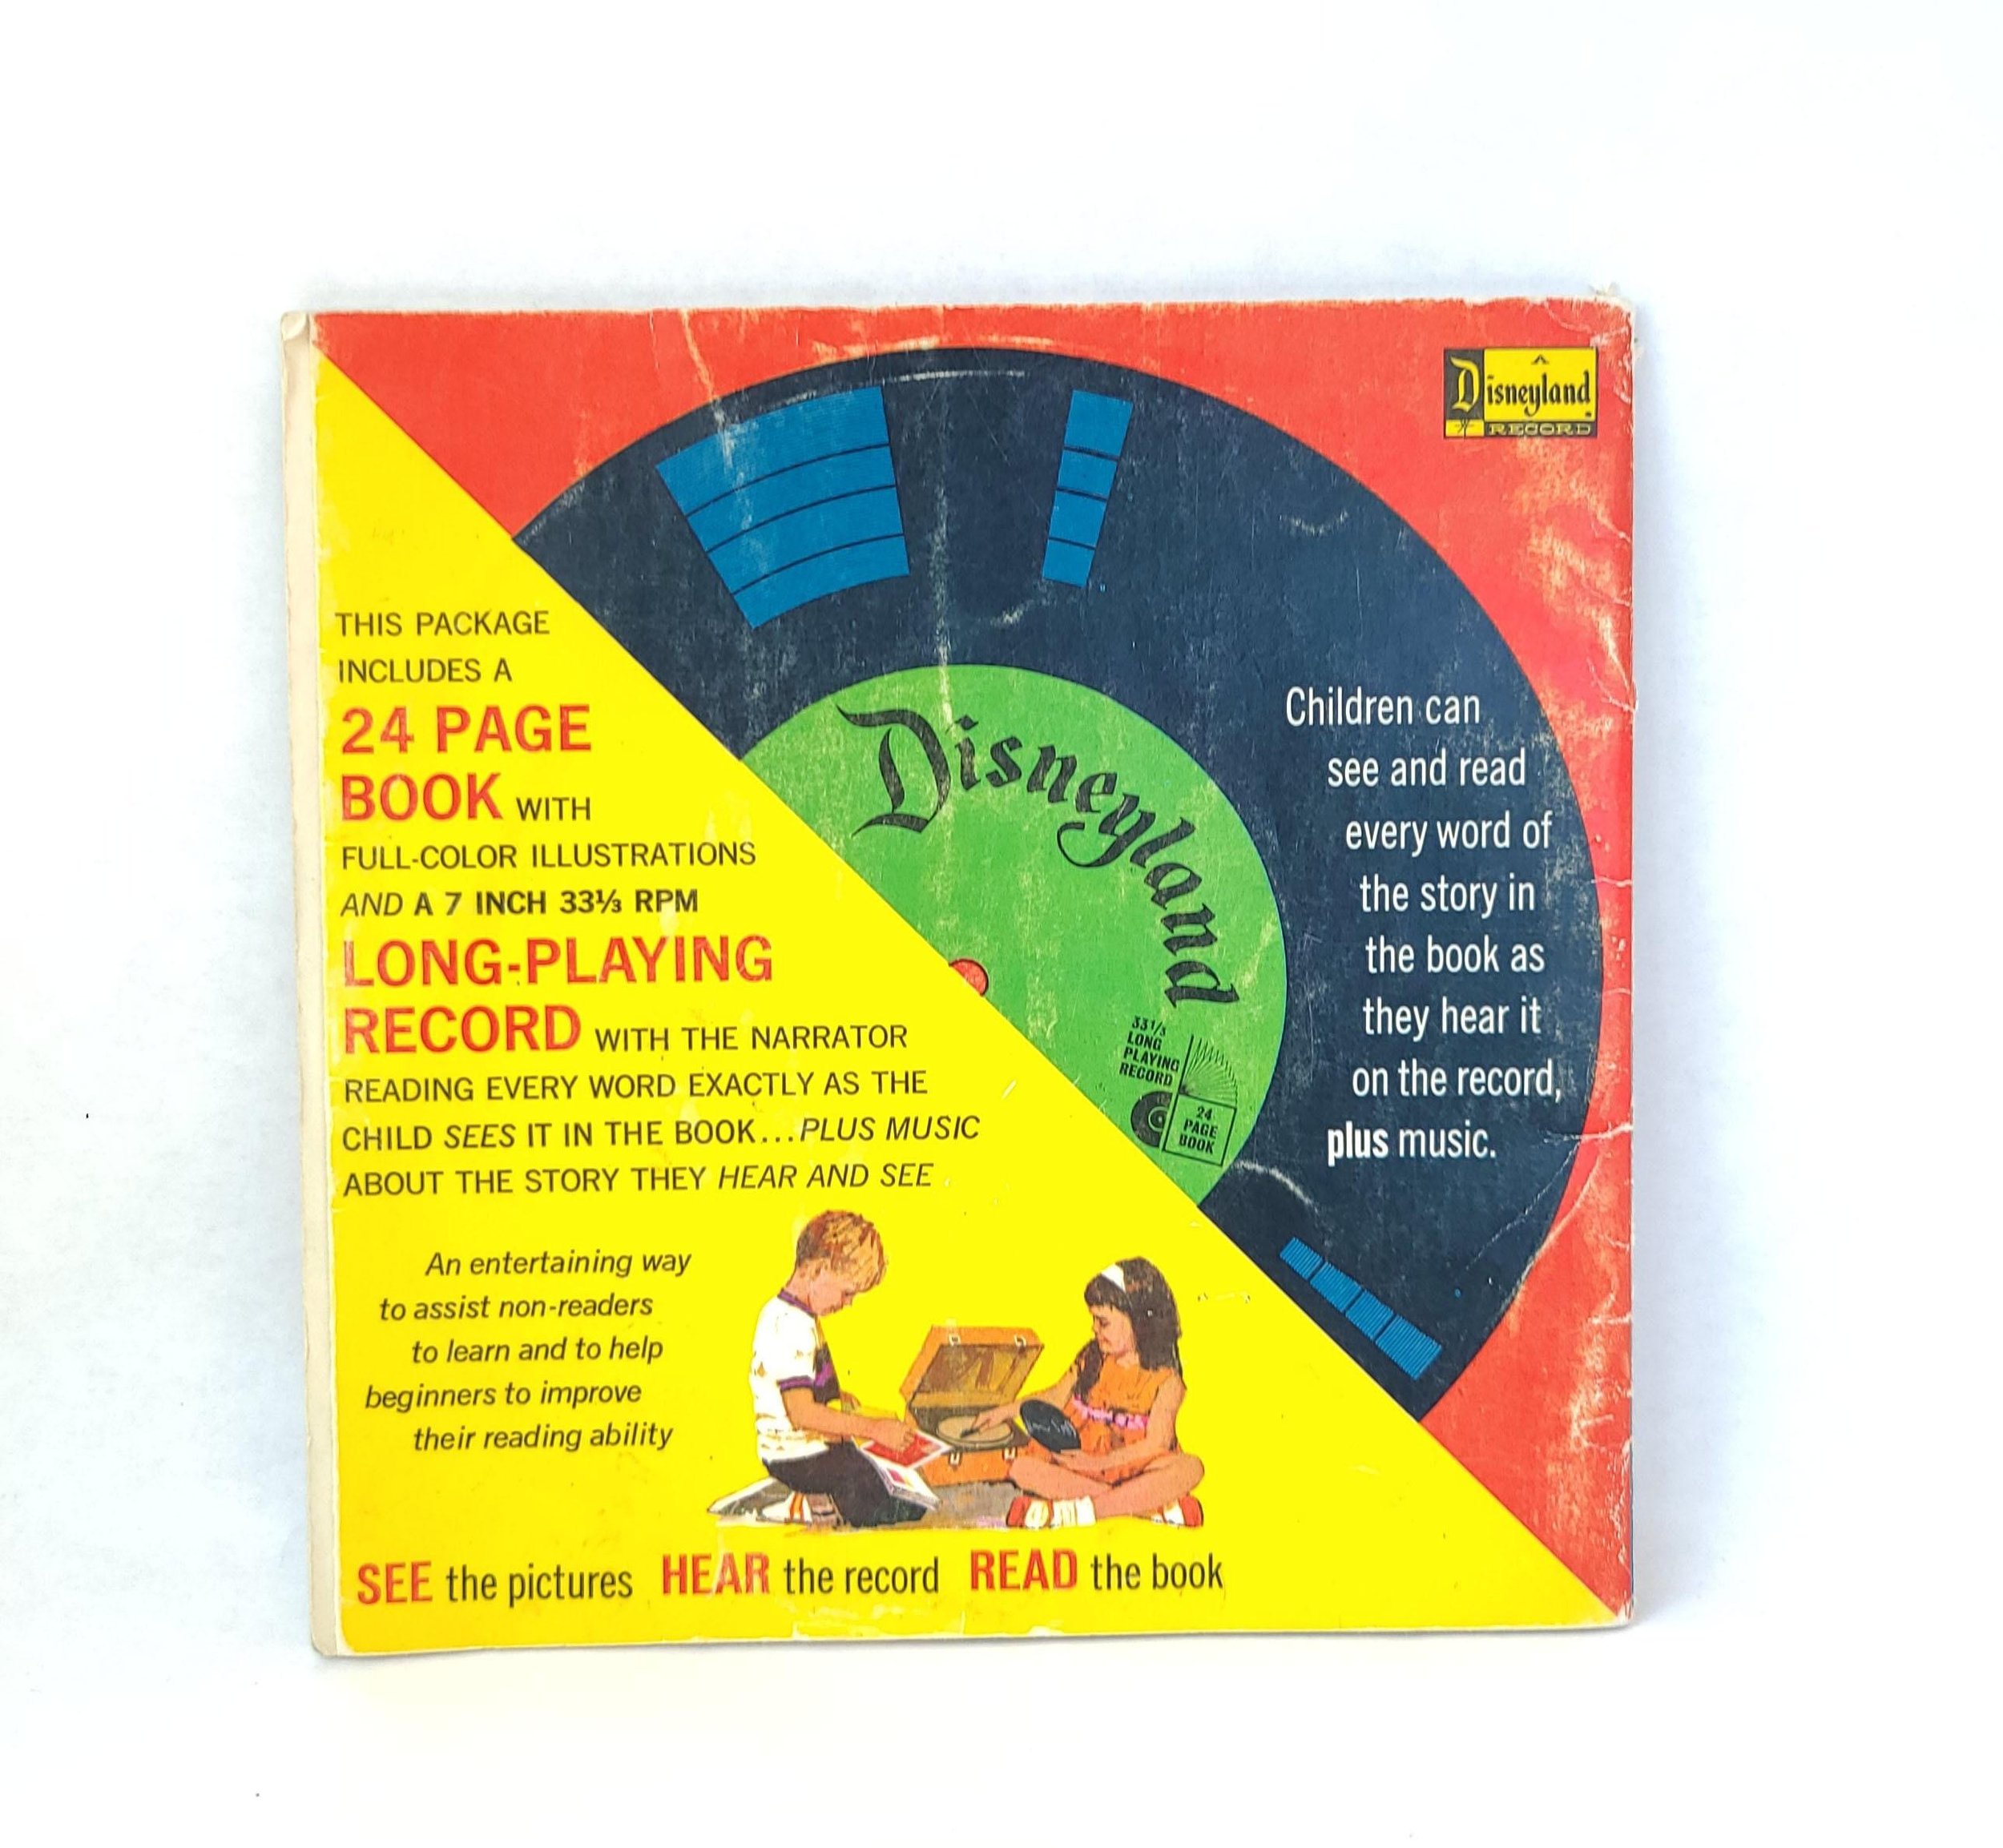 A
Disneyland
RECORD
THIS PACKAGE
INCLUDES A
24 PAGE
BOOK WITH
FULL-COLOR ILLUSTRATIONS
AND A 7 INCH 33⅓ RPM
LONG-PLAYING
RECORD WITH THE NARRATOR
READING EVERY WORD EXACTLY AS THE
CHILD SEES IT IN THE BOOK...PLUS MUSIC
ABOUT THE STORY THEY HEAR AND SEE
Disneyland
33⅓
LONG
PLAYING
RECORD
24
PAGE
BOOK
Children can
see and read
every word of
the story in
the book as
they hear it
on the record,
plus music.
An entertaining way
to assist non-readers
to learn and to help
beginners to improve
their reading ability
SEE the pictures HEAR the record READ the book